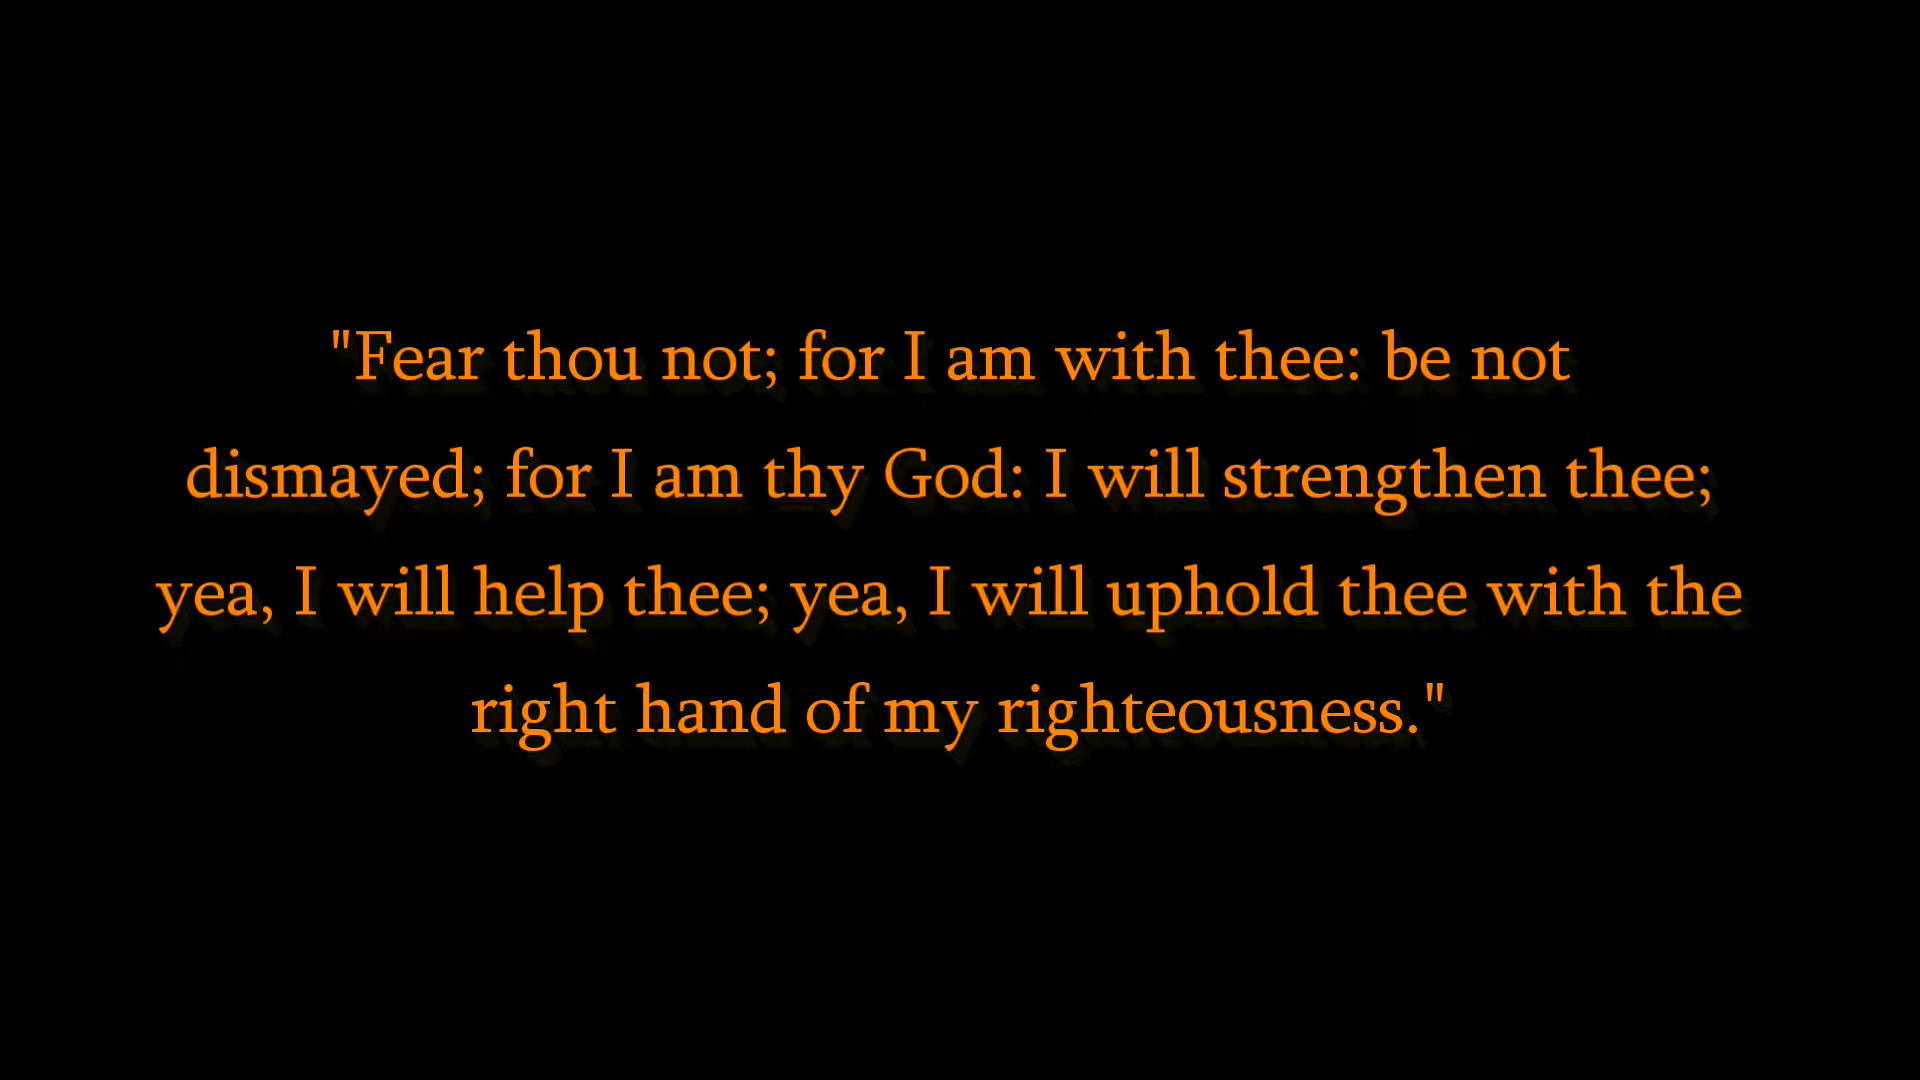 "Fear thou not; for I am with thee: be not
dismayed; for I am thy God: I will strengthen thee;
yea, I will help thee; yea, I will uphold thee with the
right hand of my righteousness."